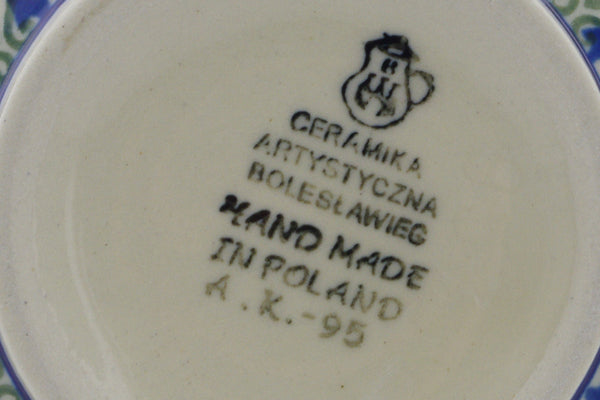 CERAMIKA
ARTYSTYCZNA
BOLESŁAWIEC
HAND MADE
IN POLAND
A.K.-95